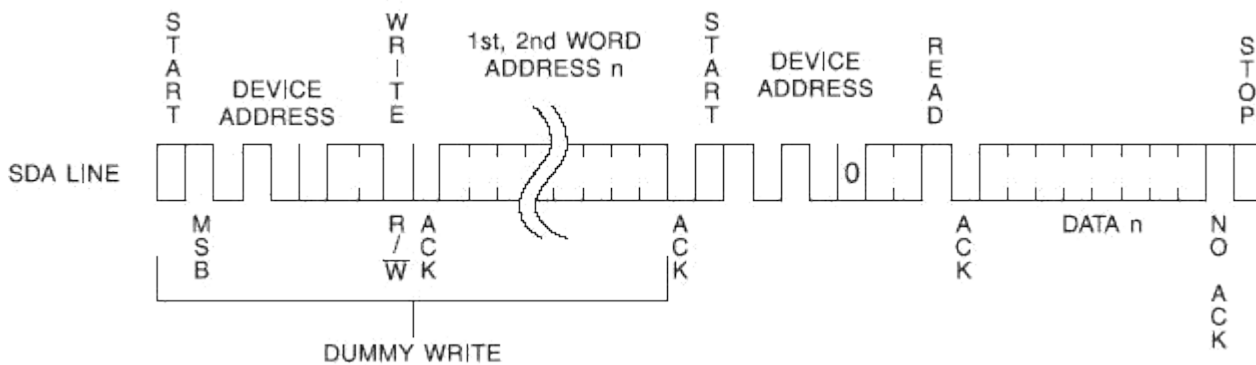 START
WRITE
1st, 2nd WORD
ADDRESS n
START
READ
STOP
DEVICE
ADDRESS
DEVICE
ADDRESS
SDA LINE
0
MSB
R/W
ACK
ACK
ACK
DATA n
NO ACK
DUMMY WRITE